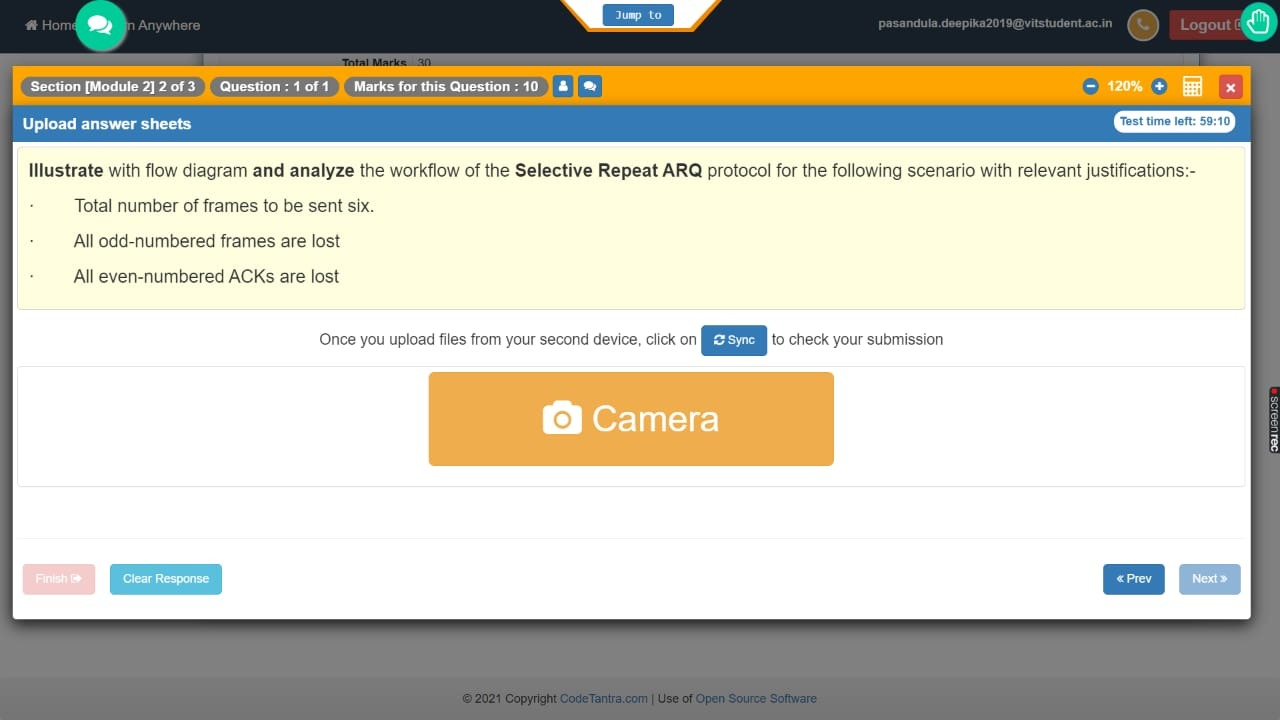 Home
n Anywhere
Jump to
pasandula.deepika2019@vitstudent.ac.in
Logout
Total Marks 30
Section [Module 2] 2 of 3
Question : 1 of 1
Marks for this Question : 10
120%
Upload answer sheets
Test time left: 59:10
Illustrate with flow diagram and analyze the workflow of the Selective Repeat ARQ protocol for the following scenario with relevant justifications:-
· Total number of frames to be sent six.
· All odd-numbered frames are lost
· All even-numbered ACKs are lost
Once you upload files from your second device, click on Sync to check your submission
Camera
screenrec
Finish
Clear Response
« Prev
Next »
© 2021 Copyright CodeTantra.com | Use of Open Source Software